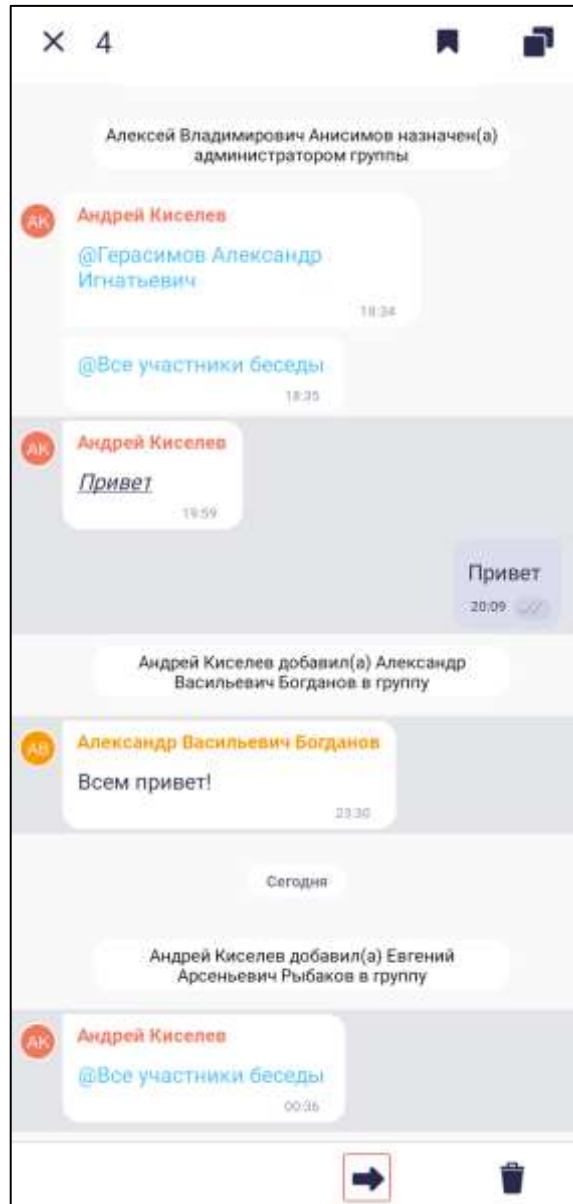 4
Алексей Владимирович Анисимов назначен(а)
администратором группы
АК
Андрей Киселев
@Герасимов Александр
Игнатьевич
18:34
@Все участники беседы
18:35
АК
Андрей Киселев
Привет
19:59
Привет
20:09
Андрей Киселев добавил(а) Александр
Васильевич Богданов в группу
АВ
Александр Васильевич Богданов
Всем привет!
23:30
Сегодня
Андрей Киселев добавил(а) Евгений
Арсеньевич Рыбаков в группу
АК
Андрей Киселев
@Все участники беседы
00:36